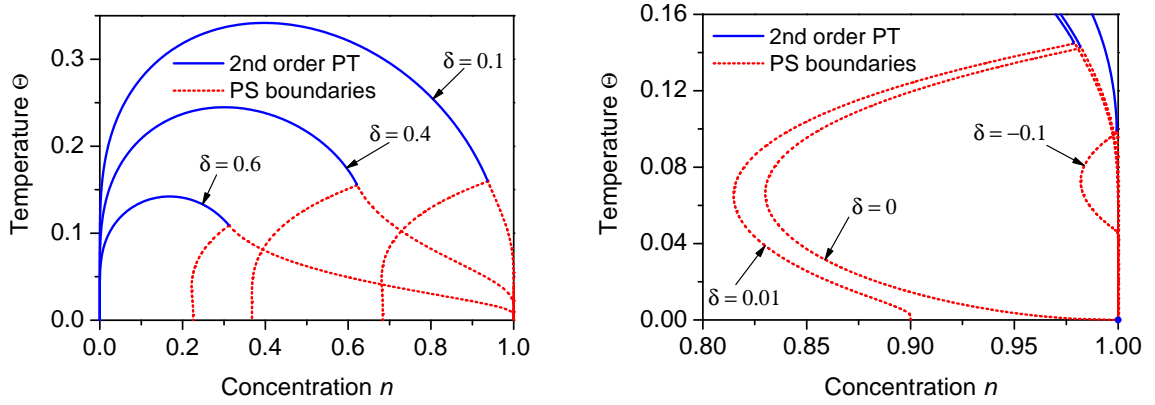 2nd order PT
PS boundaries
δ = 0.1
δ = 0.4
δ = 0.6
0.3
0.2
0.1
0.0
0.0 0.2 0.4 0.6 0.8 1.0
Temperature Θ
Concentration n
2nd order PT
PS boundaries
δ = −0.1
δ = 0
δ = 0.01
0.16
0.12
0.08
0.04
0.00
0.80 0.85 0.90 0.95 1.00
Temperature Θ
Concentration n